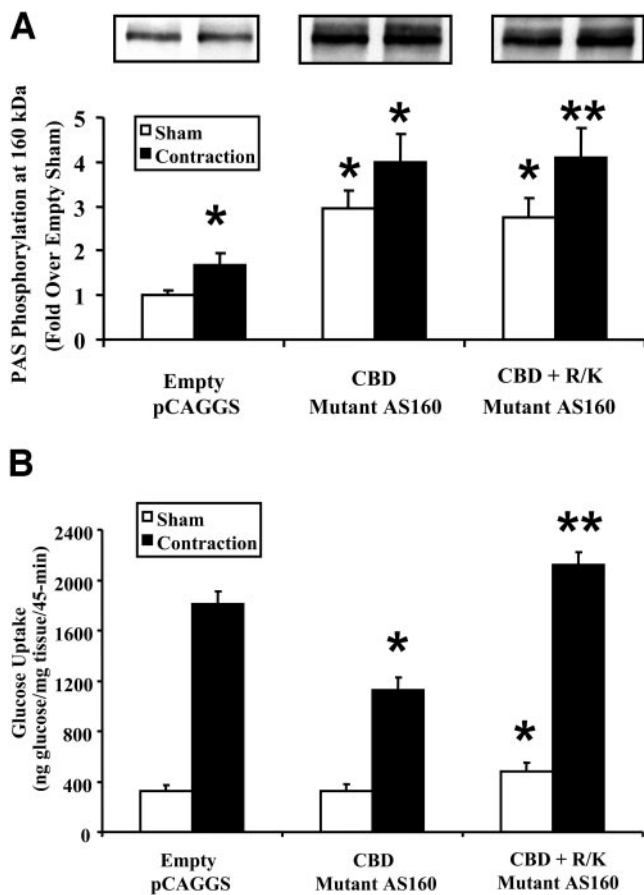 A
PAS Phosphorylation at 160 kDa
(Fold Over Empty Sham)
5
4
3
2
1
0
Sham
Contraction
*
*
*
*
**
Empty
pCAGGS
CBD
Mutant AS160
CBD + R/K
Mutant AS160
B
Glucose Uptake
(ng glucose/mg tissue/45-min)
2400
2000
1600
1200
800
400
0
Sham
Contraction
*
*
**
Empty
pCAGGS
CBD
Mutant AS160
CBD + R/K
Mutant AS160